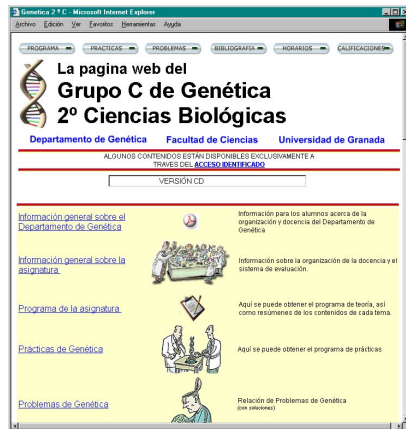 Genetica 2 º C - Microsoft Internet Explorer
Archivo Edición Ver Favoritos Herramientas Ayuda
PROGRAMA PRACTICAS PROBLEMAS BIBLIOGRAFIA HORARIOS CALIFICACIONES
La pagina web del
Grupo C de Genética
2º Ciencias Biológicas
Departamento de Genética Facultad de Ciencias Universidad de Granada
ALGUNOS CONTENIDOS ESTÁN DISPONIBLES EXCLUSIVAMENTE A
TRAVES DEL ACCESO IDENTIFICADO
VERSIÓN CD
Información general sobre el
Departamento de Genética
Información para los alumnos acerca de la
organización y docencia del Departamento de
Genética
Información general sobre la
asignatura
Información sobre la organización de la docencia y el
sistema de evaluación.
Programa de la asignatura
Aquí se puede obtener el programa de teoría, así
como resúmenes de los contenidos de cada tema.
Prácticas de Genética
Aquí se puede obtener el programa de prácticas
Problemas de Genética
Relación de Problemas de Genética
(con soluciones)